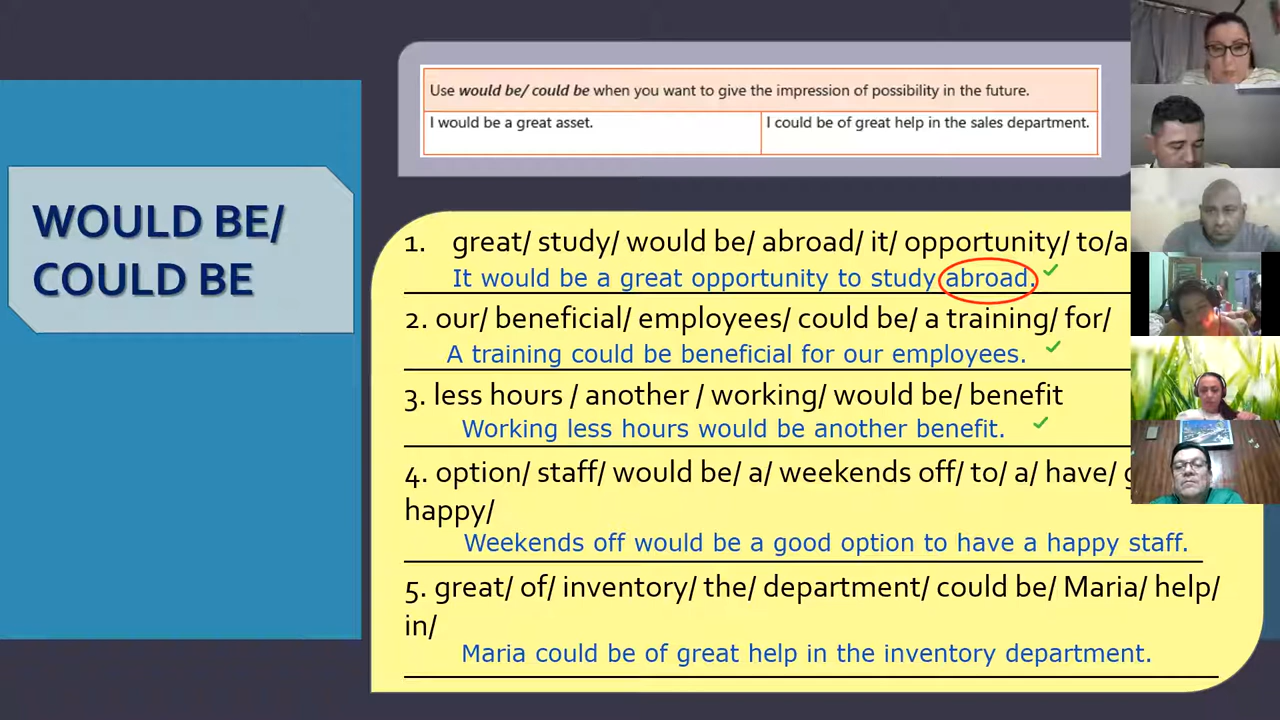 WOULD BE/
COULD BE
Use would be/ could be when you want to give the impression of possibility in the future.
I would be a great asset.
I could be of great help in the sales department.
1. great/ study/ would be/ abroad/ it/ opportunity/ to/a
It would be a great opportunity to study abroad.
2. our/ beneficial/ employees/ could be/ a training/ for/
A training could be beneficial for our employees.
3. less hours / another / working/ would be/ benefit
Working less hours would be another benefit.
4. option/ staff/ would be/ a/ weekends off/ to/ a/ have/
happy/
Weekends off would be a good option to have a happy staff.
5. great/ of/ inventory/ the/ department/ could be/ Maria/ help/
in/
Maria could be of great help in the inventory department.